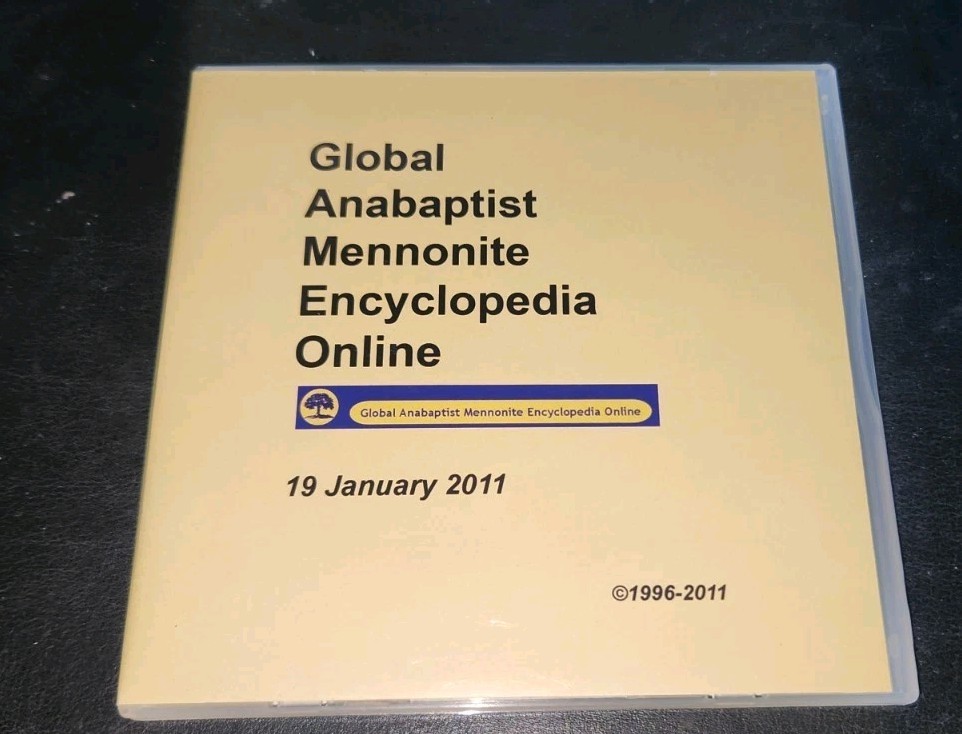 Global
Anabaptist
Mennonite
Encyclopedia
Online
Global Anabaptist Mennonite Encyclopedia Online
19 January 2011
©1996-2011